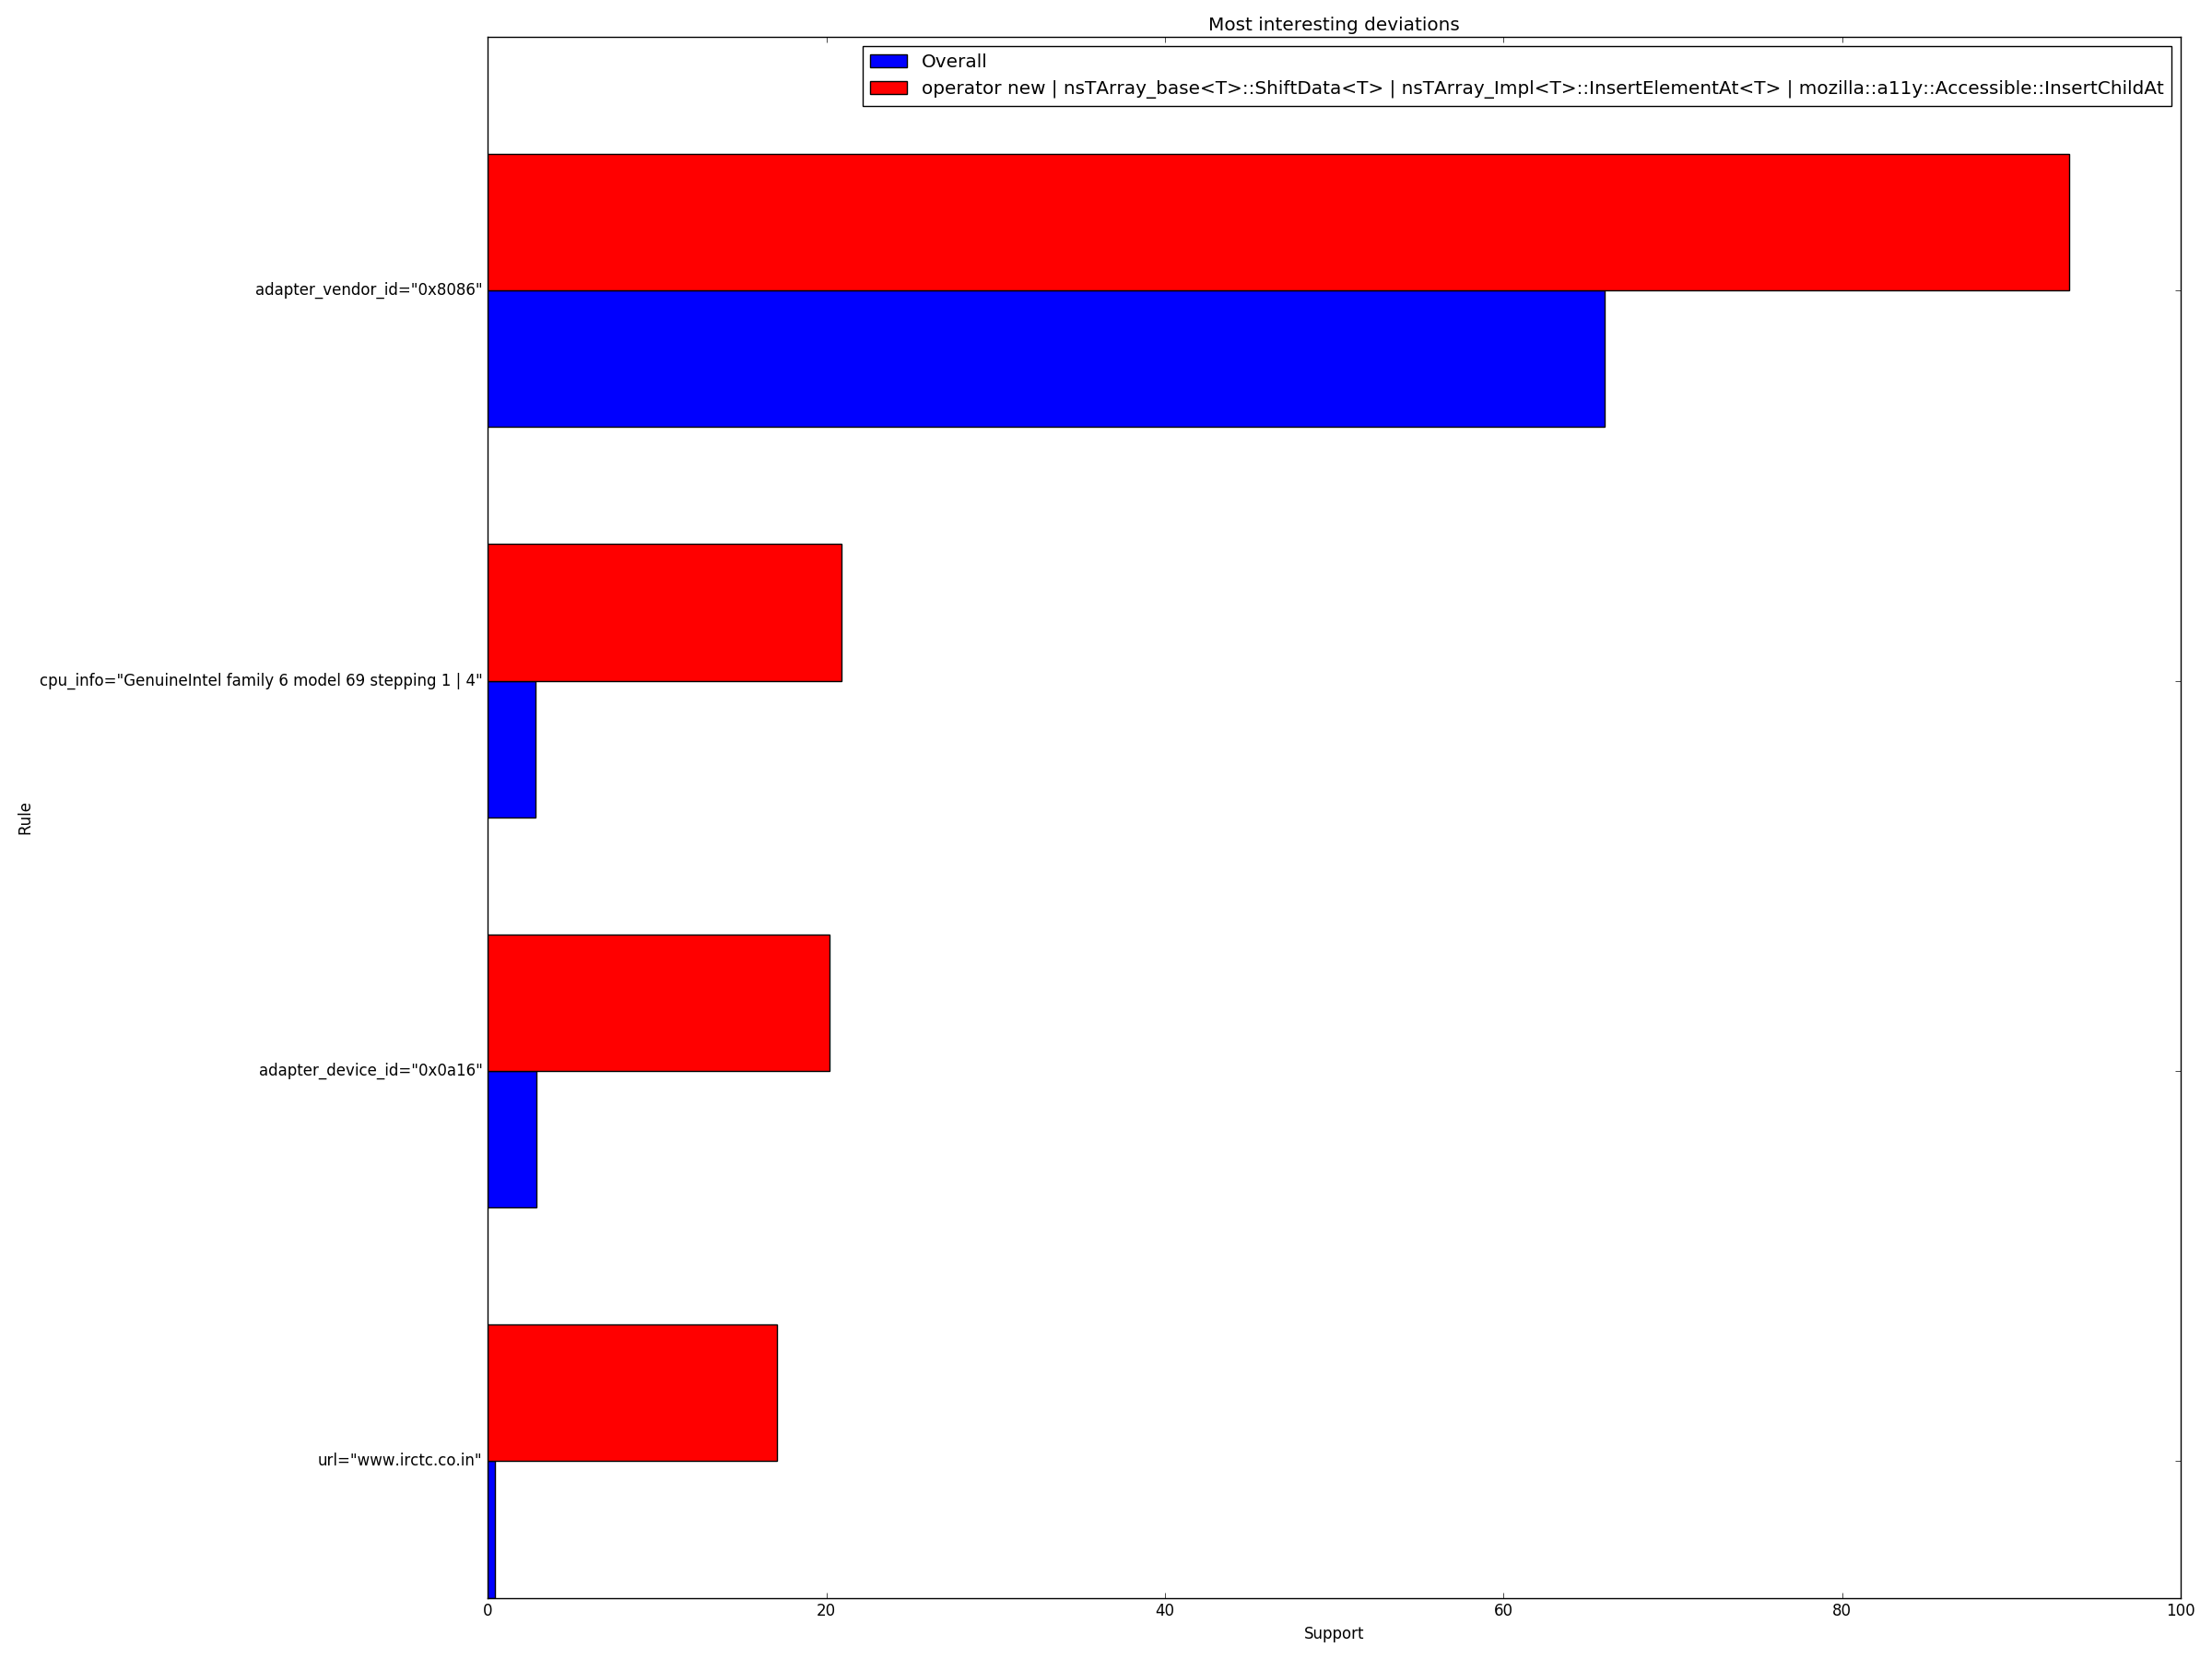 Most interesting deviations
Overall
operator new | nsTArray_base<T>::ShiftData<T> | nsTArray_Impl<T>::InsertElementAt<T> | mozilla::a11y::Accessible::InsertChildAt
adapter_vendor_id="0x8086"
cpu_info="GenuineIntel family 6 model 69 stepping 1 | 4"
Rule
adapter_device_id="0x0a16"
url="www.irctc.co.in"
0 20 40 60 80 100
Support